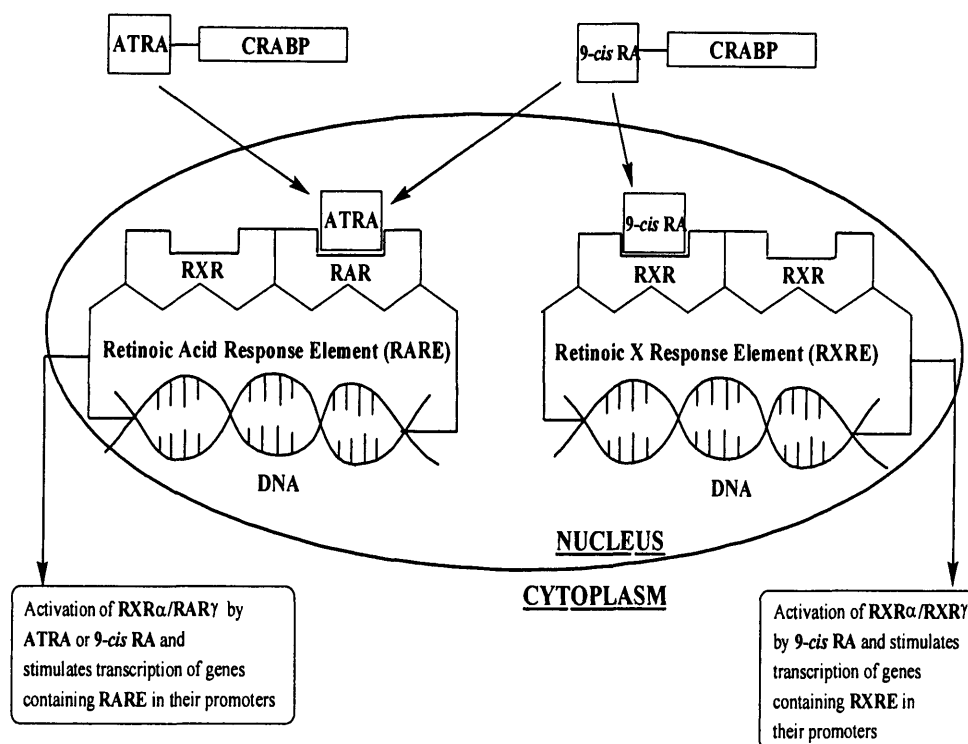 ATRA
CRABP
9-cis RA
CRABP
ATRA
9-cis RA
RXR
RAR
RXR
RXR
Retinoic Acid Response Element (RARE)
Retinoic X Response Element (RXRE)
DNA
DNA
NUCLEUS
CYTOPLASM
Activation of RXRα/RARγ by
ATRA or 9-cis RA and
stimulates transcription of genes
containing RARE in their promoters
Activation of RXRα/RXRγ
by 9-cis RA and stimulates
transcription of genes
containing RXRE in
their promoters